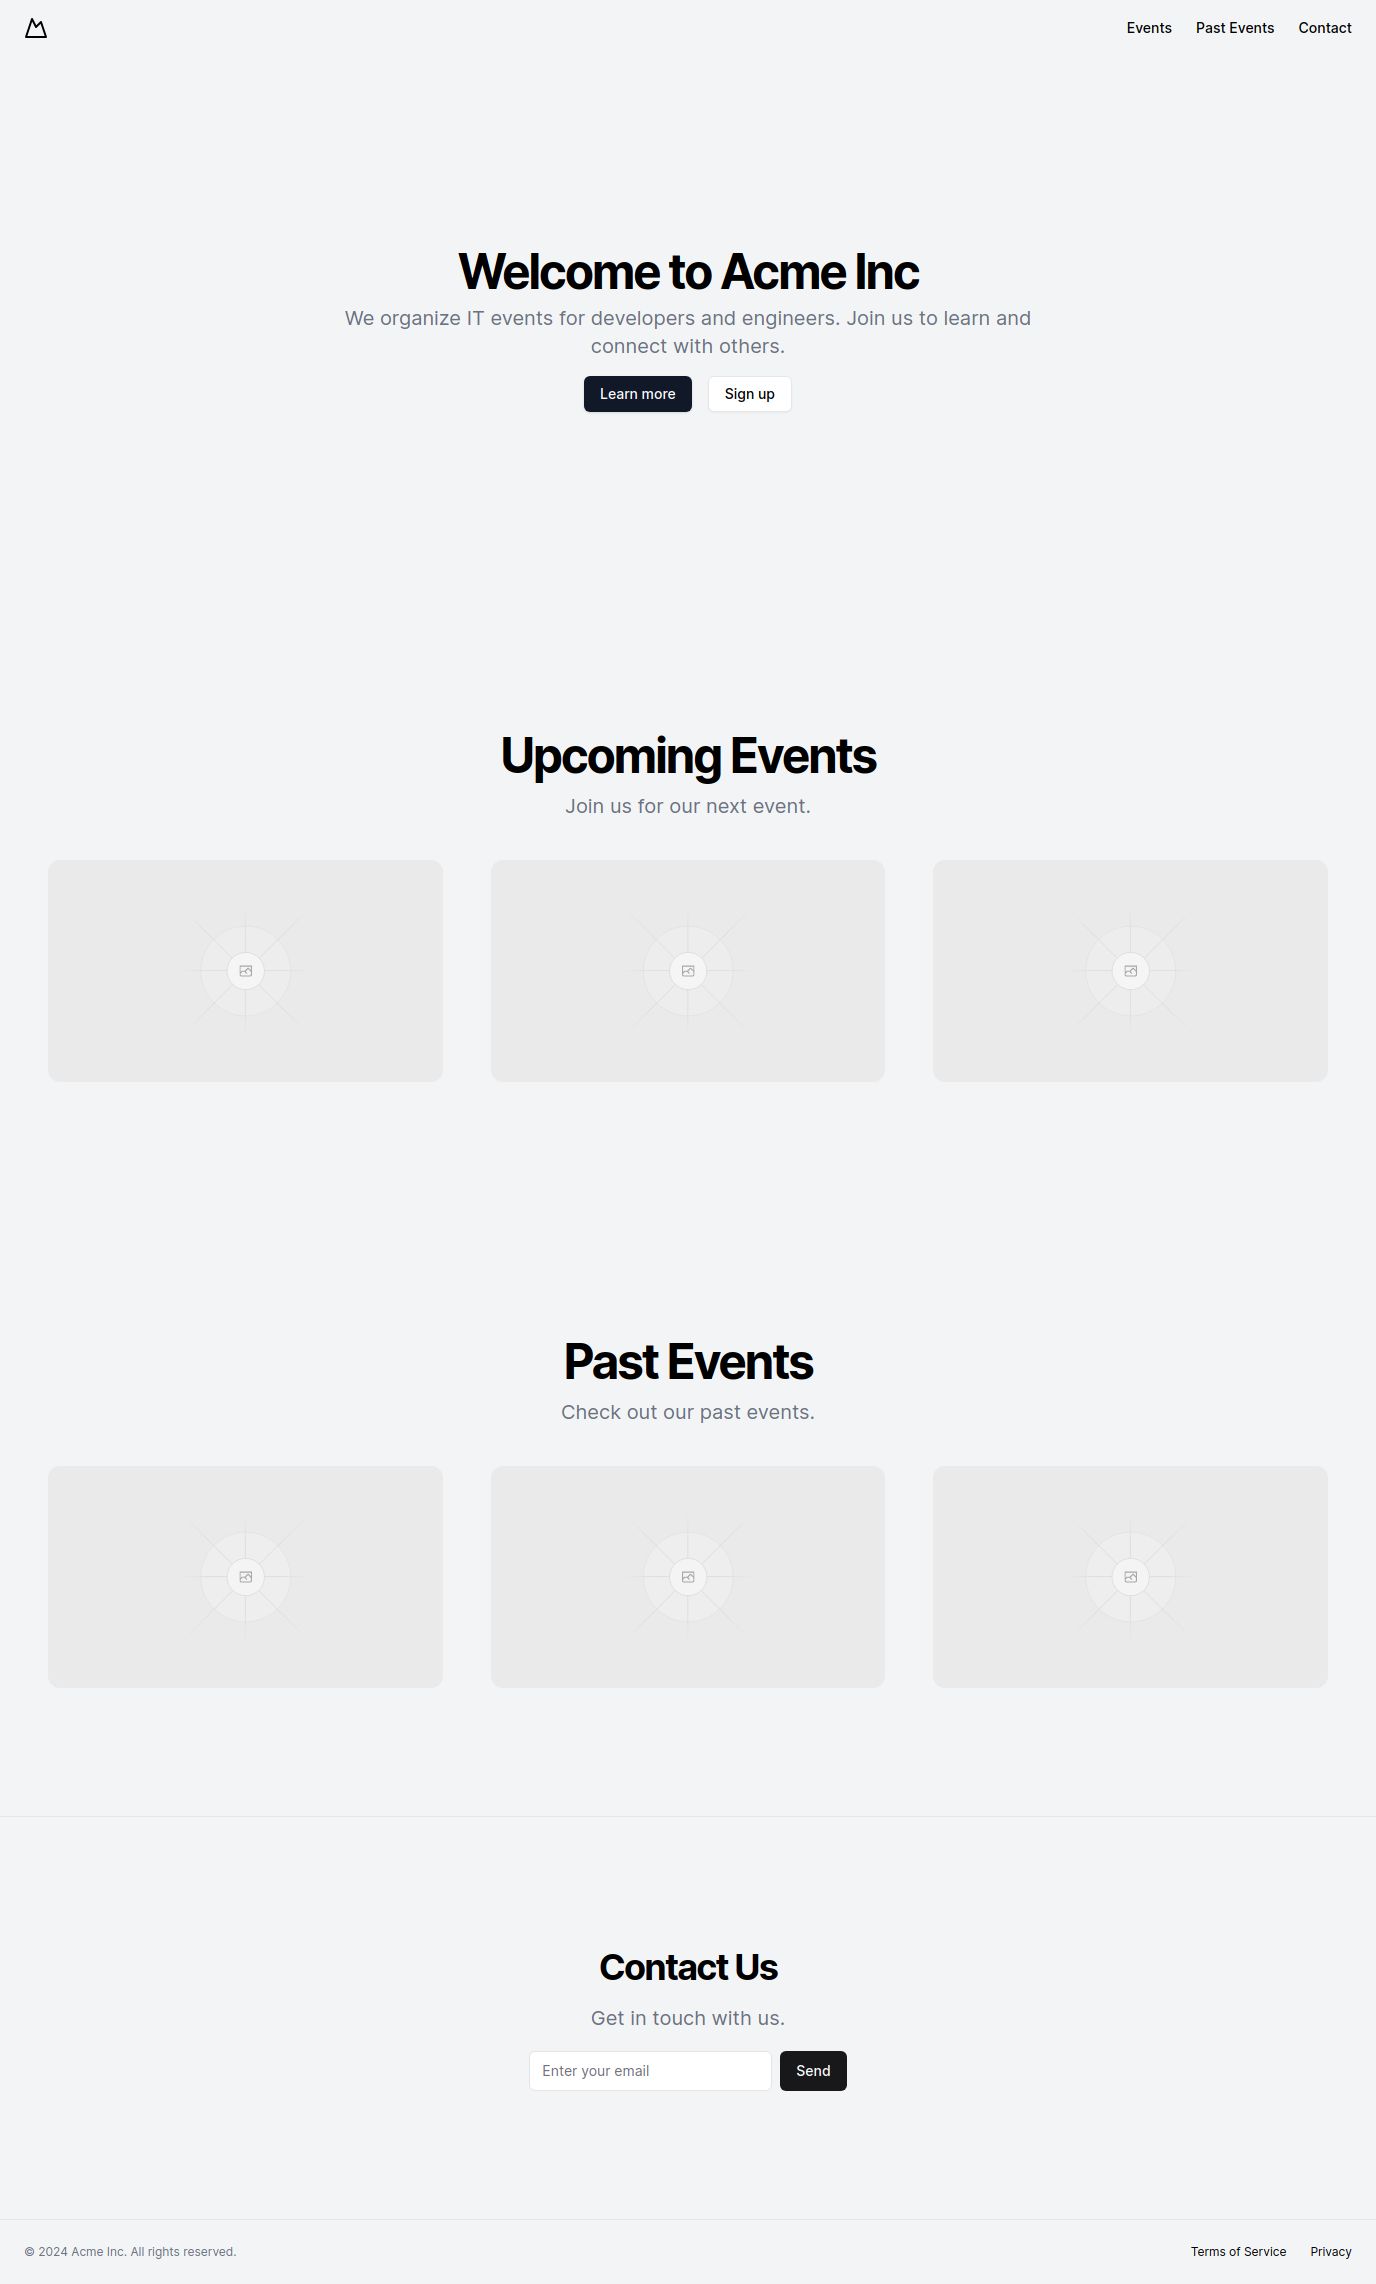 Events
Past Events
Contact
Welcome to Acme Inc
We organize IT events for developers and engineers. Join us to learn and
connect with others.
Learn more
Sign up
Upcoming Events
Join us for our next event.
Past Events
Check out our past events.
Contact Us
Get in touch with us.
Enter your email
Send
© 2024 Acme Inc. All rights reserved.
Terms of Service
Privacy